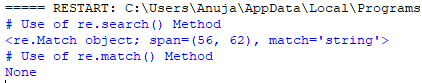 ===== RESTART: C:\Users\Anuja\AppData\Local\Programs
# Use of re.search() Method
<re.Match object; span=(56, 62), match='string'>
# Use of re.match() Method
None